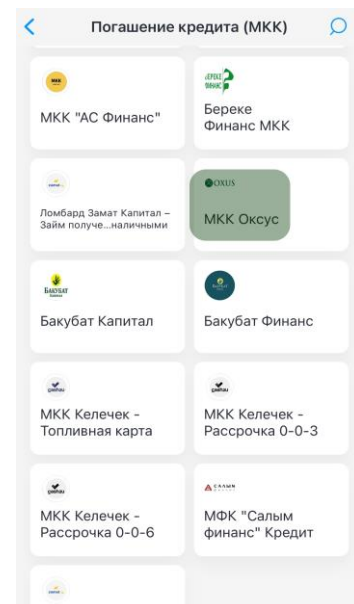 Погашение кредита (МКК)
МКК "АС Финанс"
Береке
Финанс МКК
Ломбард Замат Капитал –
Займ получе...наличными
OXUS
МКК Оксус
БАКУБАТ
Бакубат Капитал
Бакубат Финанс
МКК Келечек -
Топливная карта
МКК Келечек -
Рассрочка 0-0-3
МКК Келечек -
Рассрочка 0-0-6
САЛЫМ
МФК "Салым
финанс" Кредит